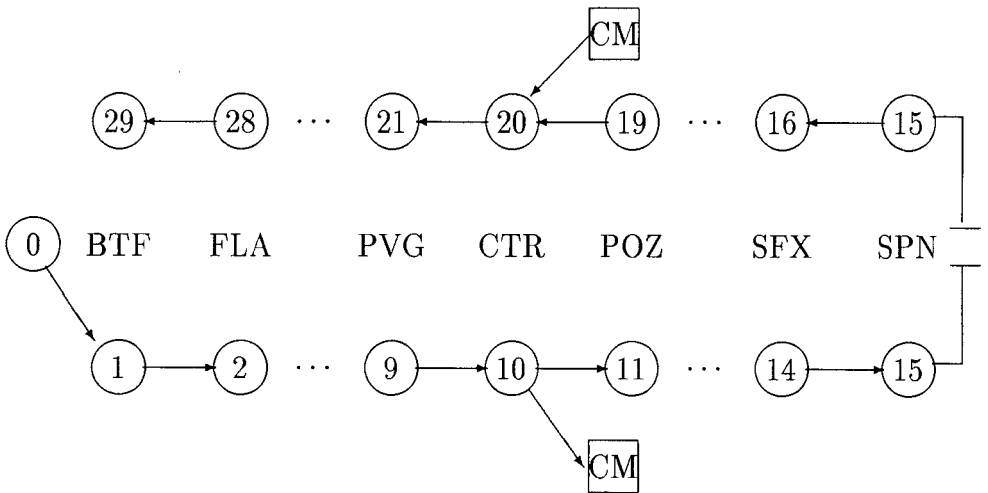 CM
29 28 ··· 21 20 19 ··· 16 15
0 BTF FLA PVG CTR POZ SFX SPN
1 2 ··· 9 10 11 ··· 14 15
CM